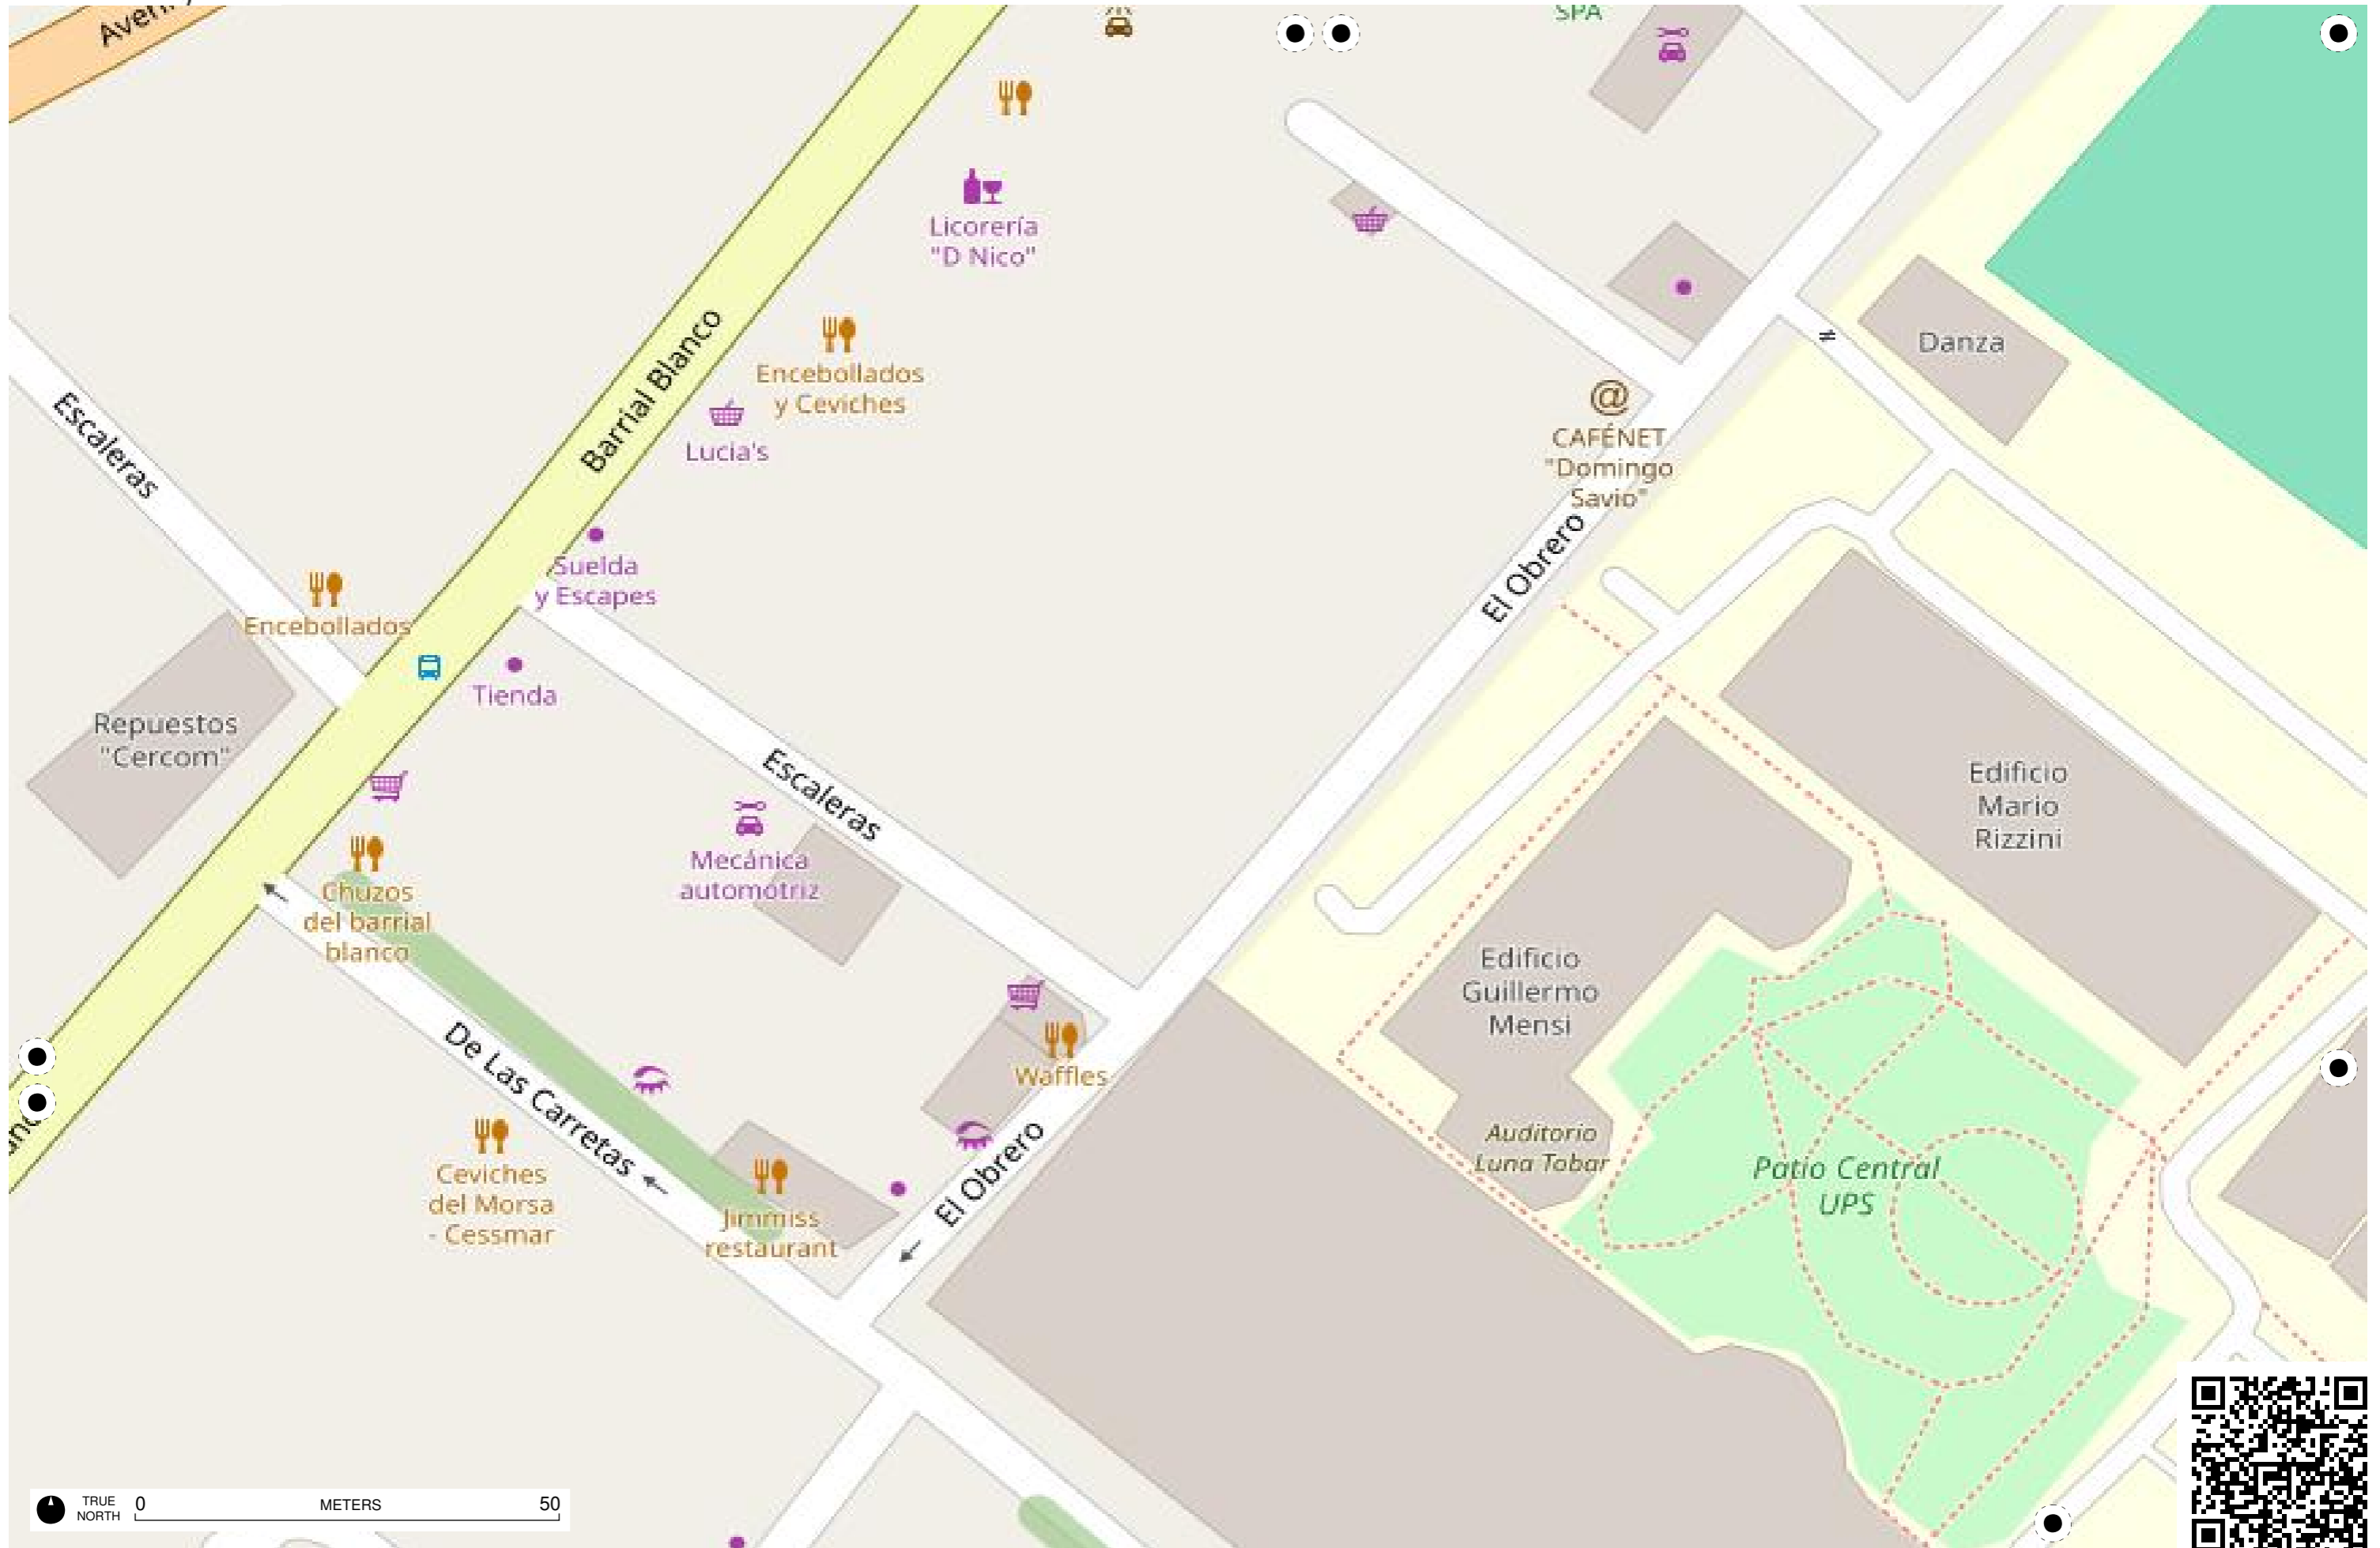 SPA
Licorería
"D Nico"
Barrial Blanco
Encebollados
y Ceviches
Lucia's
Danza
@
CAFÉNET
"Domingo
Savio"
Escaleras
El Obrero
Suelda
y Escapes
Encebollados
Tienda
Repuestos
"Cercom"
Escaleras
Edificio
Mario
Rizzini
Mecánica
automotriz
Chuzos
del barrial
blanco
Edificio
Guillermo
Mensi
De Las Carretas
Waffles
Auditorio
Luna Tobar
Patio Central
UPS
Ceviches
del Morsa
- Cessmar
El Obrero
Jimmiss
restaurant
TRUE
NORTH
0 METERS 50